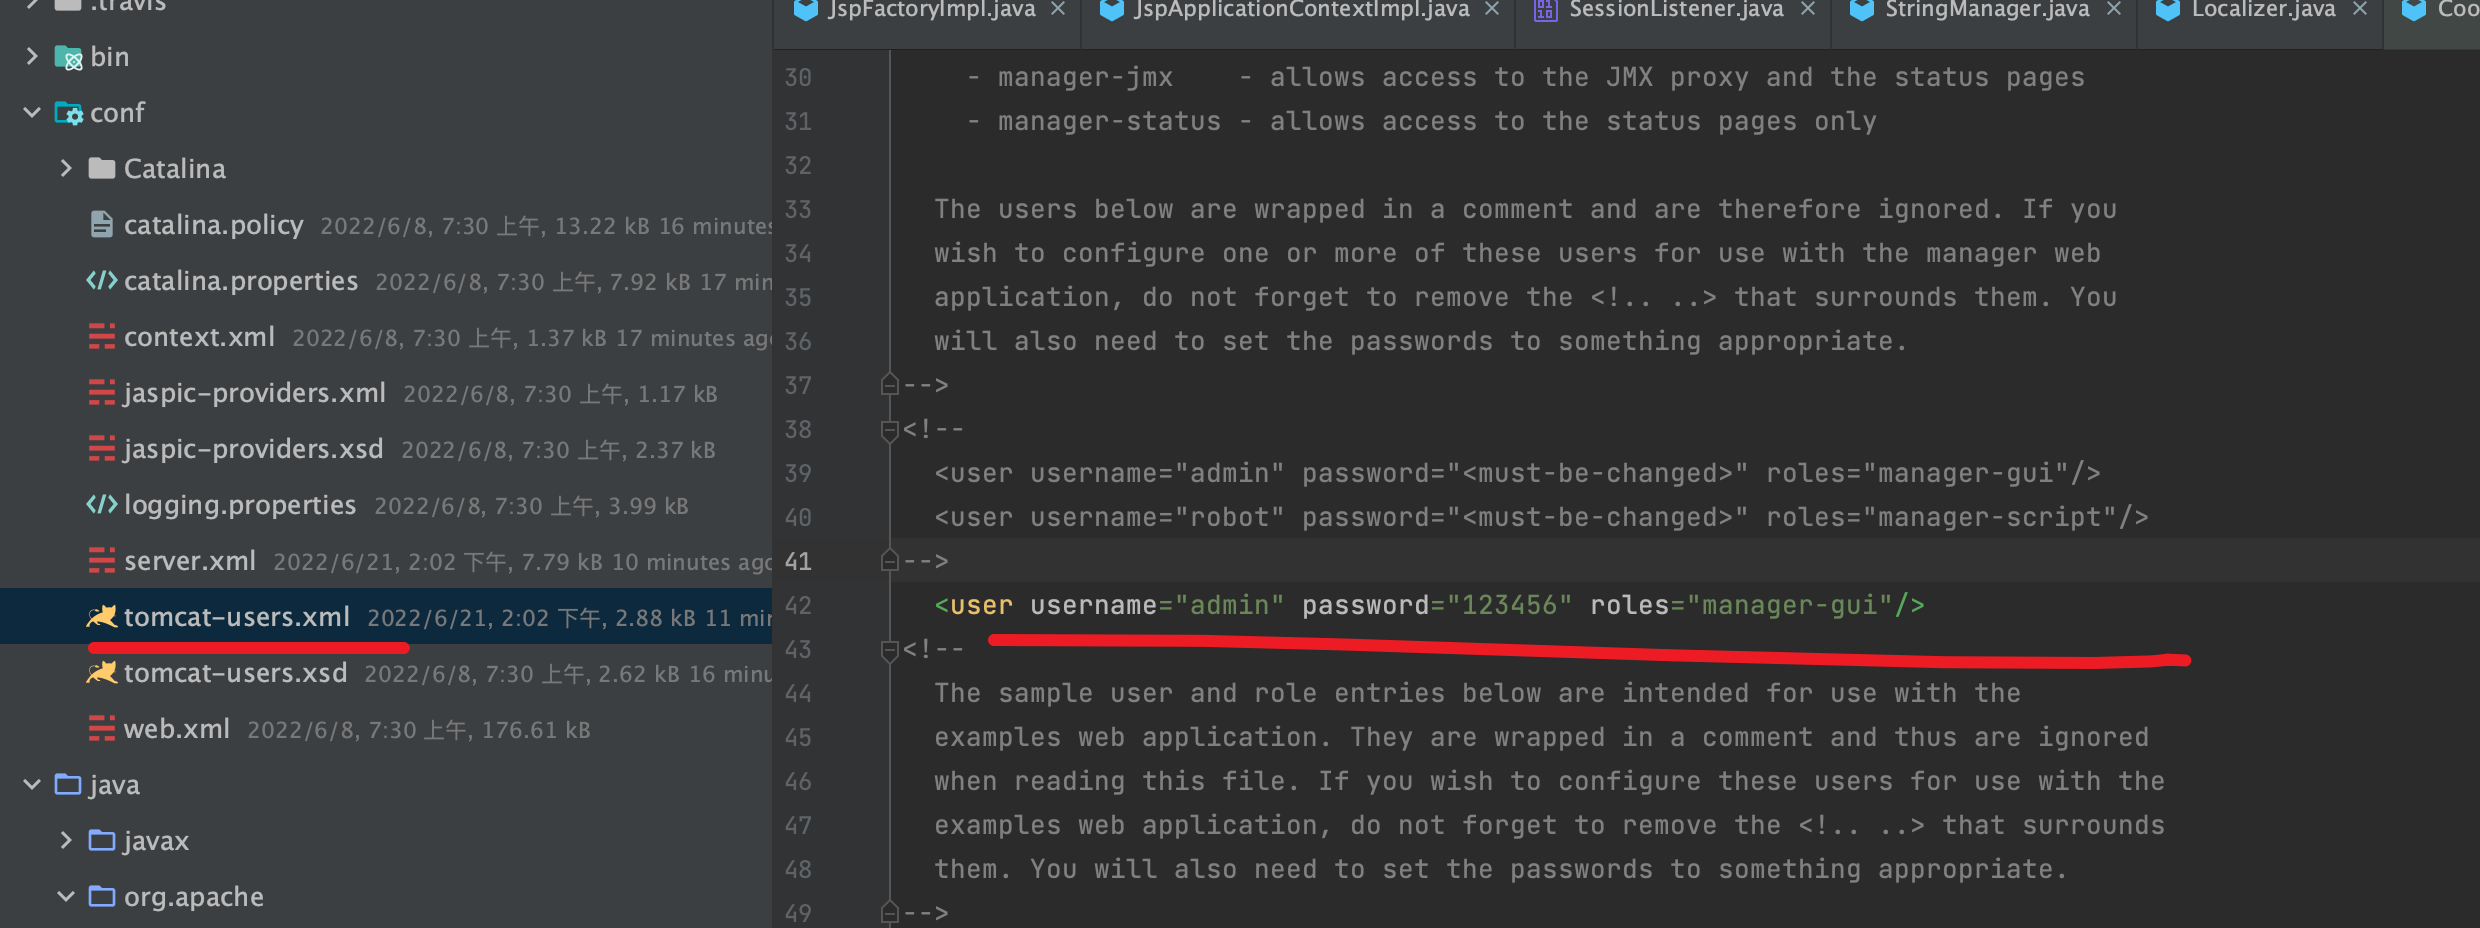 .travis
bin
conf
Catalina
catalina.policy 2022/6/8, 7:30 上午, 13.22 kB 16 minutes
catalina.properties 2022/6/8, 7:30 上午, 7.92 kB 17 min
context.xml 2022/6/8, 7:30 上午, 1.37 kB 17 minutes ago
jaspic-providers.xml 2022/6/8, 7:30 上午, 1.17 kB
jaspic-providers.xsd 2022/6/8, 7:30 上午, 2.37 kB
logging.properties 2022/6/8, 7:30 上午, 3.99 kB
server.xml 2022/6/21, 2:02 下午, 7.79 kB 10 minutes ago
tomcat-users.xml 2022/6/21, 2:02 下午, 2.88 kB 11 min
tomcat-users.xsd 2022/6/8, 7:30 上午, 2.62 kB 16 minu
web.xml 2022/6/8, 7:30 上午, 176.61 kB
java
javax
org.apache
JspFactoryImpl.java × JspApplicationContextImpl.java × SessionListener.java × StringManager.java × Localizer.java × Coo
30 - manager-jmx - allows access to the JMX proxy and the status pages
31 - manager-status - allows access to the status pages only
32
33 The users below are wrapped in a comment and are therefore ignored. If you
34 wish to configure one or more of these users for use with the manager web
35 application, do not forget to remove the <!.. ..> that surrounds them. You
36 will also need to set the passwords to something appropriate.
37 -->
38 <!--
39 <user username="admin" password="<must-be-changed>" roles="manager-gui"/>
40 <user username="robot" password="<must-be-changed>" roles="manager-script"/>
41 -->
42 <user username="admin" password="123456" roles="manager-gui"/>
43 <!--
44 The sample user and role entries below are intended for use with the
45 examples web application. They are wrapped in a comment and thus are ignored
46 when reading this file. If you wish to configure these users for use with the
47 examples web application, do not forget to remove the <!.. ..> that surrounds
48 them. You will also need to set the passwords to something appropriate.
49 -->